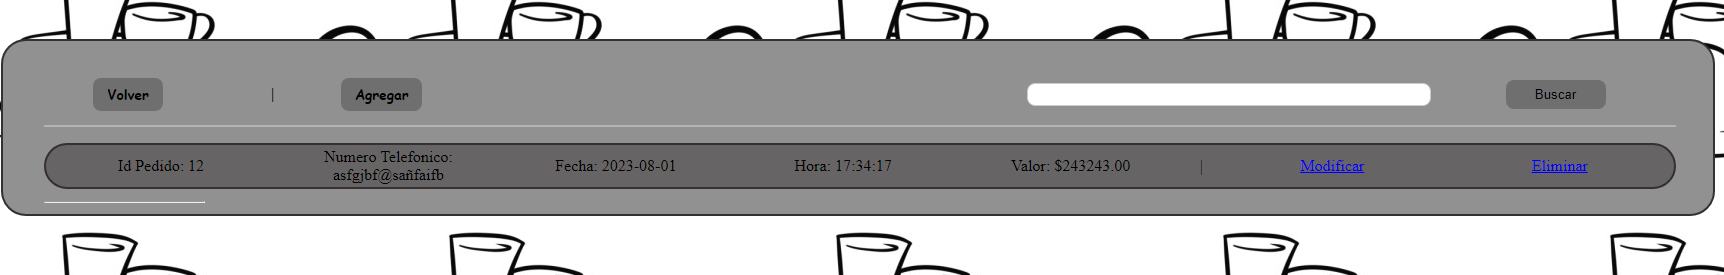 Volver | Agregar Buscar
Id Pedido: 12 Numero Telefonico: asfgjbf@sañfaifb Fecha: 2023-08-01 Hora: 17:34:17 Valor: $243243.00 | Modificar Eliminar